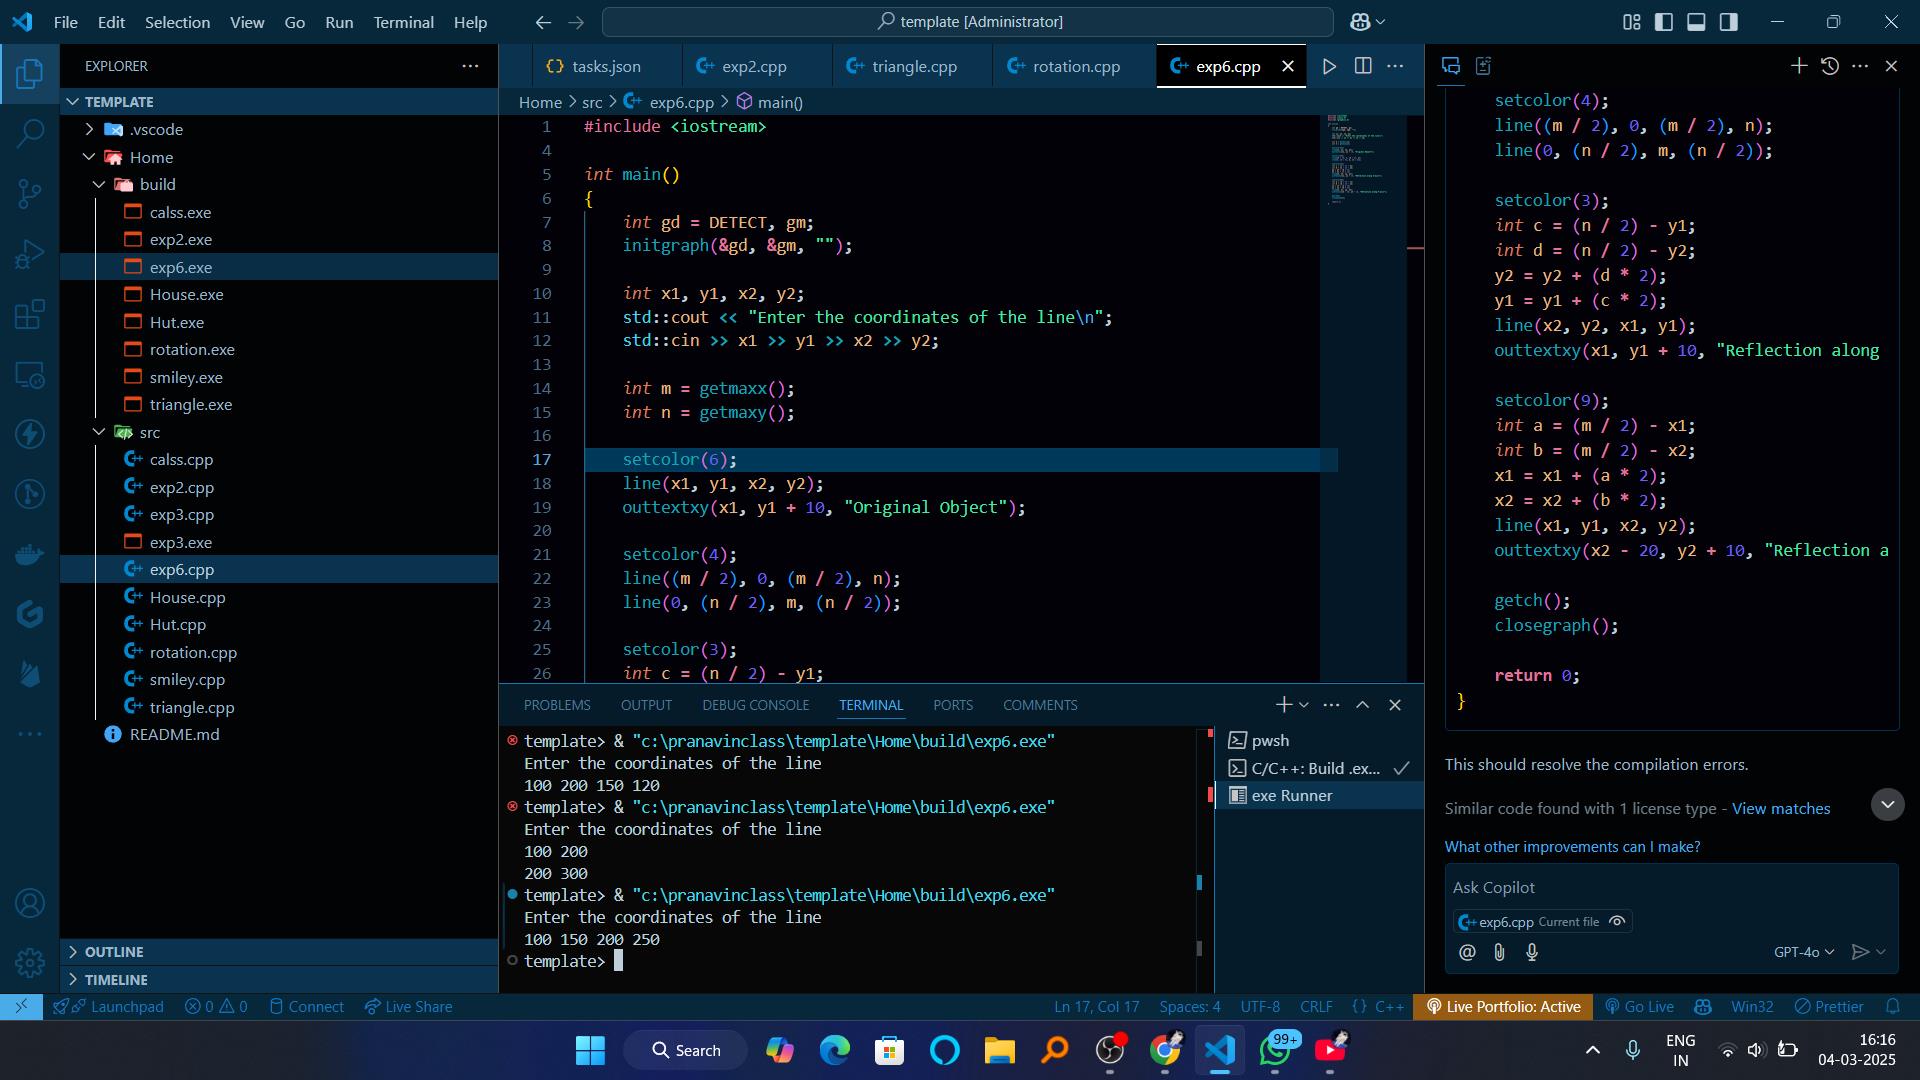 File Edit Selection View Go Run Terminal Help
template [Administrator]
EXPLORER
TEMPLATE
.vscode
Home
build
calss.exe
exp2.exe
exp6.exe
House.exe
Hut.exe
rotation.exe
smiley.exe
triangle.exe
src
calss.cpp
exp2.cpp
exp3.cpp
exp3.exe
exp6.cpp
House.cpp
Hut.cpp
rotation.cpp
smiley.cpp
triangle.cpp
README.md
OUTLINE
TIMELINE
tasks.json exp2.cpp triangle.cpp rotation.cpp exp6.cpp
Home > src > exp6.cpp > main()
1 #include <iostream>
4
5 int main()
6 {
7 int gd = DETECT, gm;
8 initgraph(&gd, &gm, "");
9
10 int x1, y1, x2, y2;
11 std::cout << "Enter the coordinates of the line\n";
12 std::cin >> x1 >> y1 >> x2 >> y2;
13
14 int m = getmaxx();
15 int n = getmaxy();
16
17 setcolor(6);
18 line(x1, y1, x2, y2);
19 outtextxy(x1, y1 + 10, "Original Object");
20
21 setcolor(4);
22 line((m / 2), 0, (m / 2), n);
23 line(0, (n / 2), m, (n / 2));
24
25 setcolor(3);
26 int c = (n / 2) - y1;
PROBLEMS OUTPUT DEBUG CONSOLE TERMINAL PORTS COMMENTS
template> & "c:\pranavinclass\template\Home\build\exp6.exe"
Enter the coordinates of the line
100 200 150 120
template> & "c:\pranavinclass\template\Home\build\exp6.exe"
Enter the coordinates of the line
100 200
200 300
template> & "c:\pranavinclass\template\Home\build\exp6.exe"
Enter the coordinates of the line
100 150 200 250
template>
pwsh
C/C++: Build .ex...
exe Runner
setcolor(4);
line((m / 2), 0, (m / 2), n);
line(0, (n / 2), m, (n / 2));
setcolor(3);
int c = (n / 2) - y1;
int d = (n / 2) - y2;
y2 = y2 + (d * 2);
y1 = y1 + (c * 2);
line(x2, y2, x1, y1);
outtextxy(x1, y1 + 10, "Reflection along
setcolor(9);
int a = (m / 2) - x1;
int b = (m / 2) - x2;
x1 = x1 + (a * 2);
x2 = x2 + (b * 2);
line(x1, y1, x2, y2);
outtextxy(x2 - 20, y2 + 10, "Reflection a
getch();
closegraph();
return 0;
}
This should resolve the compilation errors.
Similar code found with 1 license type - View matches
What other improvements can I make?
Ask Copilot
exp6.cpp Current file
GPT-4o
Launchpad 0 0 Connect Live Share
Ln 17, Col 17 Spaces: 4 UTF-8 CRLF {} C++ Live Portfolio: Active Go Live Win32 Prettier
Search
99+
ENG
IN
16:16
04-03-2025